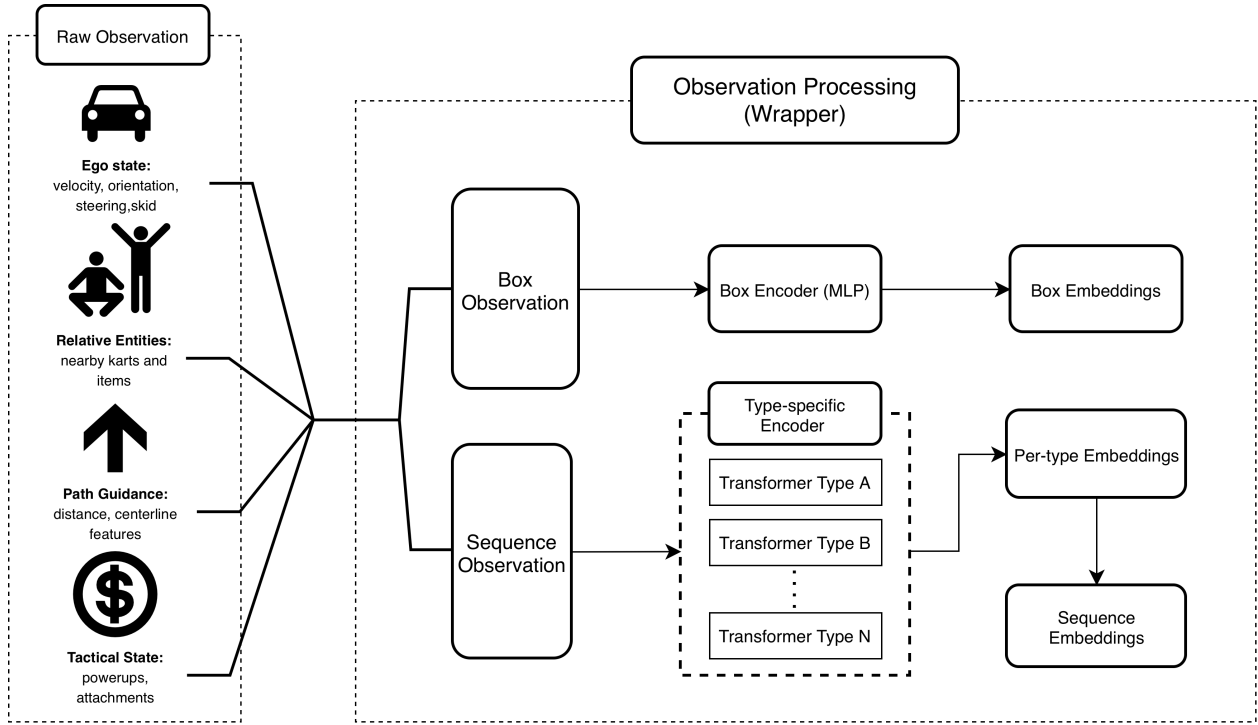 Raw Observation
Ego state:
velocity, orientation,
steering,skid
Relative Entities:
nearby karts and
items
Path Guidance:
distance, centerline
features
$
Tactical State:
powerups,
attachments
Observation Processing
(Wrapper)
Box
Observation
Box Encoder (MLP)
Box Embeddings
Sequence
Observation
Type-specific
Encoder
Transformer Type A
Transformer Type B
Transformer Type N
Per-type Embeddings
Sequence
Embeddings